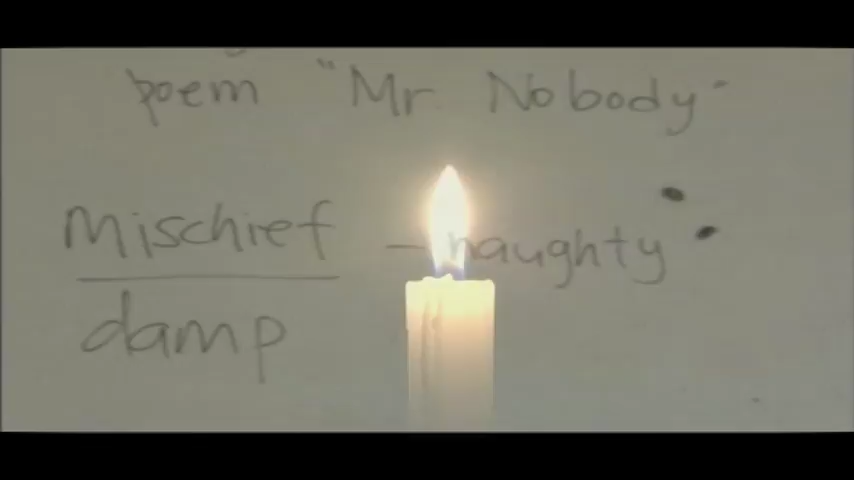 poem "Mr. Nobody"
Mischief – naughty
damp